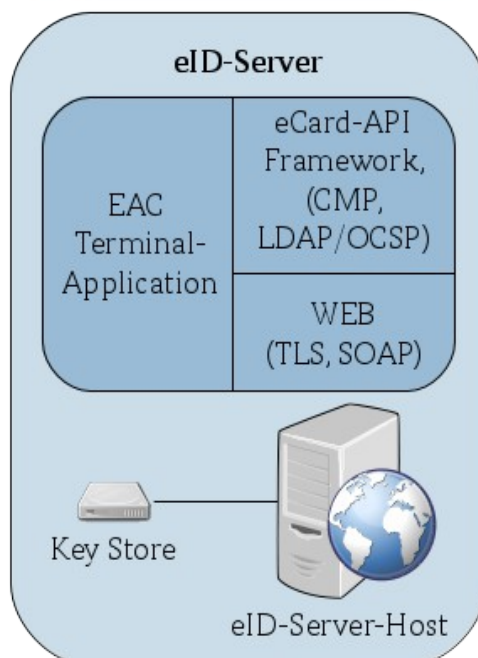 eID-Server
EAC
Terminal-
Application
eCard-API
Framework,
(CMP,
LDAP/OCSP)
WEB
(TLS, SOAP)
Key Store
eID-Server-Host